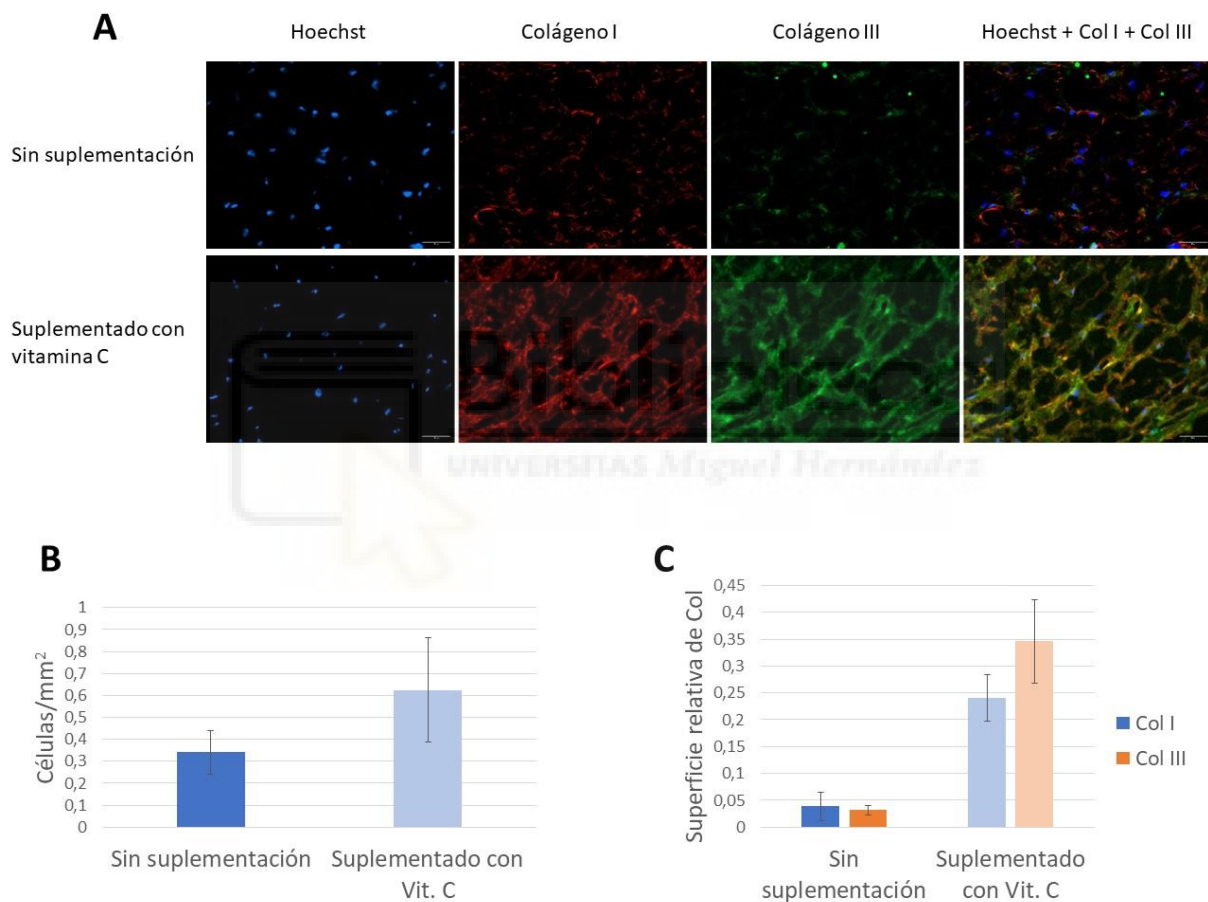 A
Hoechst
Colágeno I
Colágeno III
Hoechst + Col I + Col III
Sin suplementación
Suplementado con
vitamina C
Biblioteca
UNIVERSITAS Miguel Hernández
B
Células/mm²
1
0,9
0,8
0,7
0,6
0,5
0,4
0,3
0,2
0,1
0
Sin suplementación
Suplementado con
Vit. C
C
Superficie relativa de Col
0,45
0,4
0,35
0,3
0,25
0,2
0,15
0,1
0,05
0
Sin
suplementación
Suplementado
con Vit. C
Col I
Col III